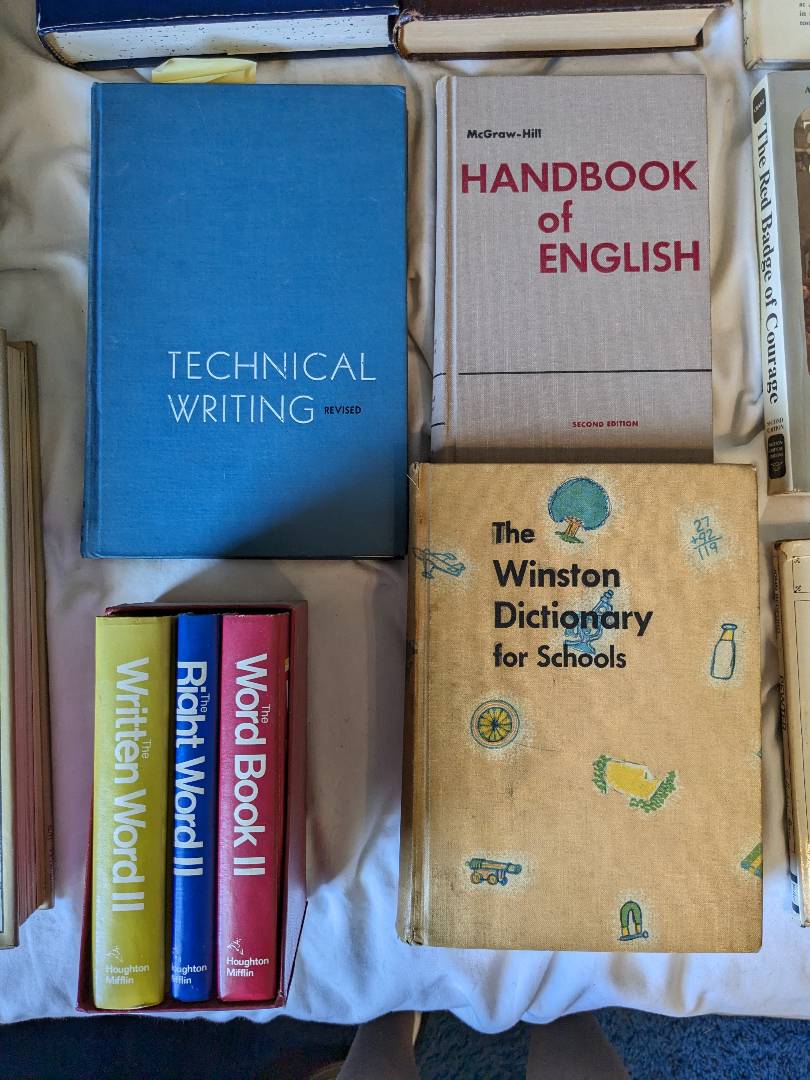 TECHNICAL
WRITING REVISED
McGraw-Hill
HANDBOOK
of
ENGLISH
SECOND EDITION
The Red Badge of Courage
SECOND
EDITION
The
Winston
Dictionary
for Schools
27
+92
119
The
Written Word II
Houghton
Mifflin
The
Right Word II
Houghton
Mifflin
The
Word Book II
Houghton
Mifflin